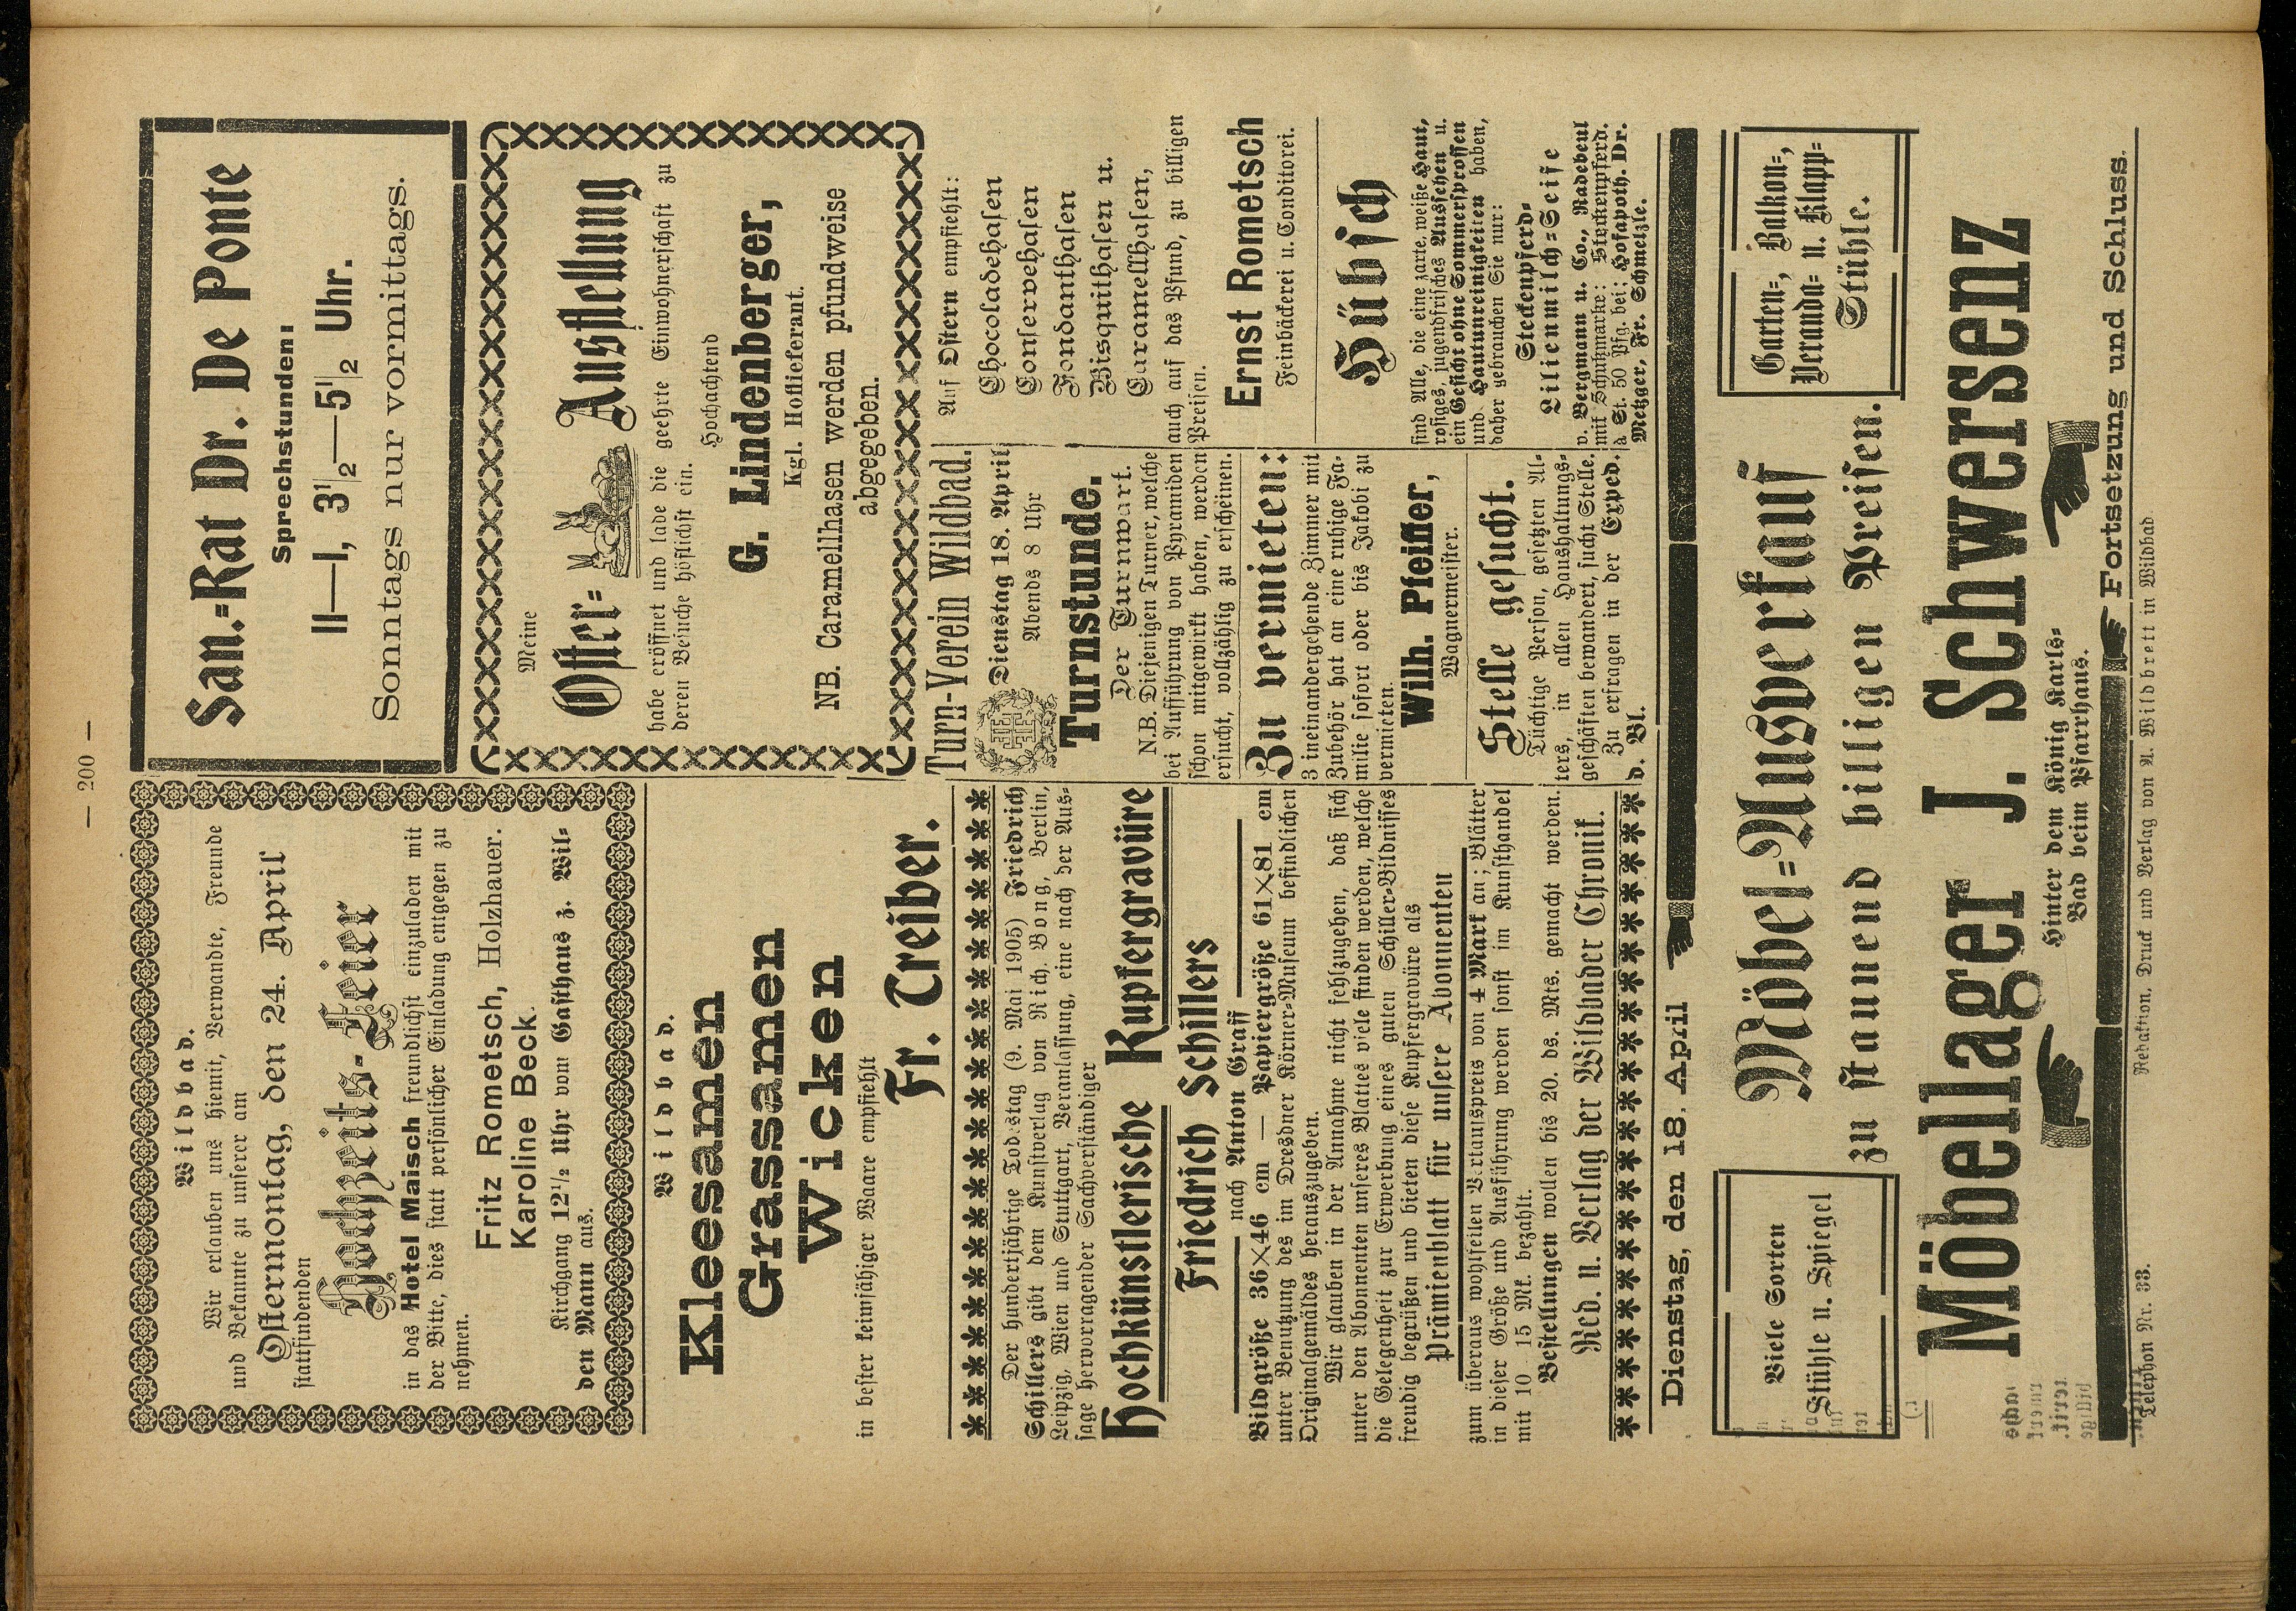 — 200 —
Wildbad.
Wir erlauben uns hiemit, Verwandte, Freunde
und Bekannte zu unserer am
Ostermontag, den 24. April
stattfindenden
Hochzeits-Feier
in das Hotel Maisch freundlichst einzuladen mit
der Bitte, dies statt persönlicher Einladung entgegen zu
nehmen.
Fritz Rometsch, Holzhauer.
Karoline Beck.
Kirchgang 12½ Uhr vom Gasthaus z. Wil-
den Mann aus.
Wildbad.
Kleesamen
Grassamen
Wicken
in bester keimfähiger Waare empfiehlt
Fr. Treiber.
Der hundertjährige Todestag (9. Mai 1905) Friedrich
Schillers gibt dem Kunstverlag von Rich. Bong, Berlin,
Leipzig, Wien und Stuttgart, Veranlassung, eine nach der Aus-
sage hervorragender Sachverständiger
Hochkünstlerische Kupfergravüre
Friedrich Schillers
nach Anton Graff
Bildgröße 36×46 cm — Papiergröße 61×81 cm
unter Benutzung des im Dresdner Körner-Museum befindlichen
Originalgemäldes herauszugeben.
Wir glauben in der Annahme nicht fehlzugehen, daß sich
unter den Abonnenten unseres Blattes viele finden werden, welche
die Gelegenheit zur Erwerbung eines guten Schiller-Bildnisses
freudig begrüßen und bieten diese Kupfergravüre als
Prämienblatt für unsere Abonnenten
zum überaus wohlfeilen Vertaufspreis von 4 Mark an; Blätter
in dieser Größe und Ausführung werden sonst im Kunsthandel
mit 10 15 Mk. bezahlt.
Bestellungen wollen bis 20. ds. Mts. gemacht werden.
Red. u. Verlag der Wildbader Chronik.
San.=Rat Dr. De Ponte
Sprechstunden:
11—1, 3½—5½ Uhr.
Sonntags nur vormittags.
Meine
Oster= Ausstellung
habe eröffnet und lade die geehrte Einwohnerschaft zu
deren Besuche höflichst ein.
Hochachtend
G. Lindenberger,
Kgl. Hoflieferant.
NB. Caramellhasen werden pfundweise
abgegeben.
Turn-Verein Wildbad.
Dienstag 18. April
Abends 8 Uhr
Turnstunde.
Der Turnwart.
N.B. Diejenigen Turner, welche
bei Aufführung von Pyramiden
schon mitgewirkt haben, werden
ersucht, vollzählig zu erscheinen.
Zu vermieten:
3 ineinandergehende Zimmer mit
Zubehör hat an eine ruhige Fa-
milie sofort oder bis Jakobi zu
vermieten.
Wilh. Pfeiffer,
Wagnermeister.
Stelle gesucht.
Tüchtige Person, gesetzten Al-
ters, in allen Haushaltungs-
geschäften bewandert, sucht Stelle.
Zu erfragen in der Exped.
d. Bl.
Auf Ostern empfiehlt:
Chocoladehasen
Conservehasen
Fondanthasen
Bisquithasen u.
Caramellhasen,
auch auf das Pfund, zu billigen
Preisen.
Ernst Rometsch
Feinbäckerei u. Conditorei.
Hübsch
sind Alle, die eine zarte, weiße Haut,
rosiges, jugendfrisches Aussehen u.
ein Gesicht ohne Sommersprossen
und Hautunreinigkeiten haben,
daher gebrauchen Sie nur:
Steckenpferd-
Lilienmilch=Seife
v. Bergmann u. Co., Radebeul
mit Schutzmarke: Steckenpferd.
à St. 50 Pfg. bei: Hofapoth. Dr.
Metzger, Fr. Schmelzle.
Dienstag, den 18. April
Viele Sorten
Stühle u. Spiegel
Möbel=Ausverkauf
zu staunend billigen Preisen.
Garten=, Balkon=,
Veranda= u. Klapp=
Stühle.
Möbellager J. Schwersenz
Hinter dem König Karls-
Bad beim Pfarrhaus.
Fortsetzung und Schluss.
Telephon Nr. 33.
Redaktion, Druck und Verlag von A. Wildbrett in Wildbad